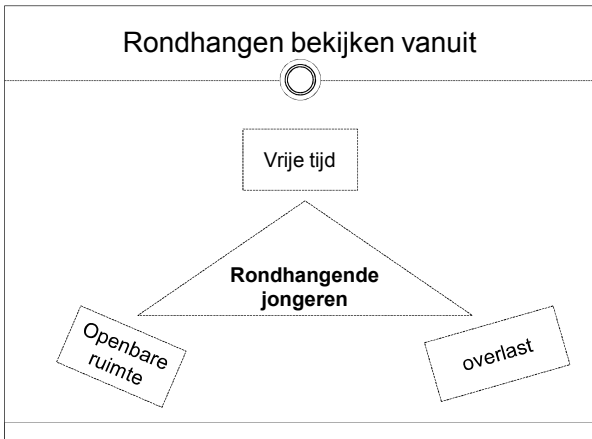 Rondhangen bekijken vanuit
Vrije tijd
Rondhangende
jongeren
Openbare
ruimte
overlast